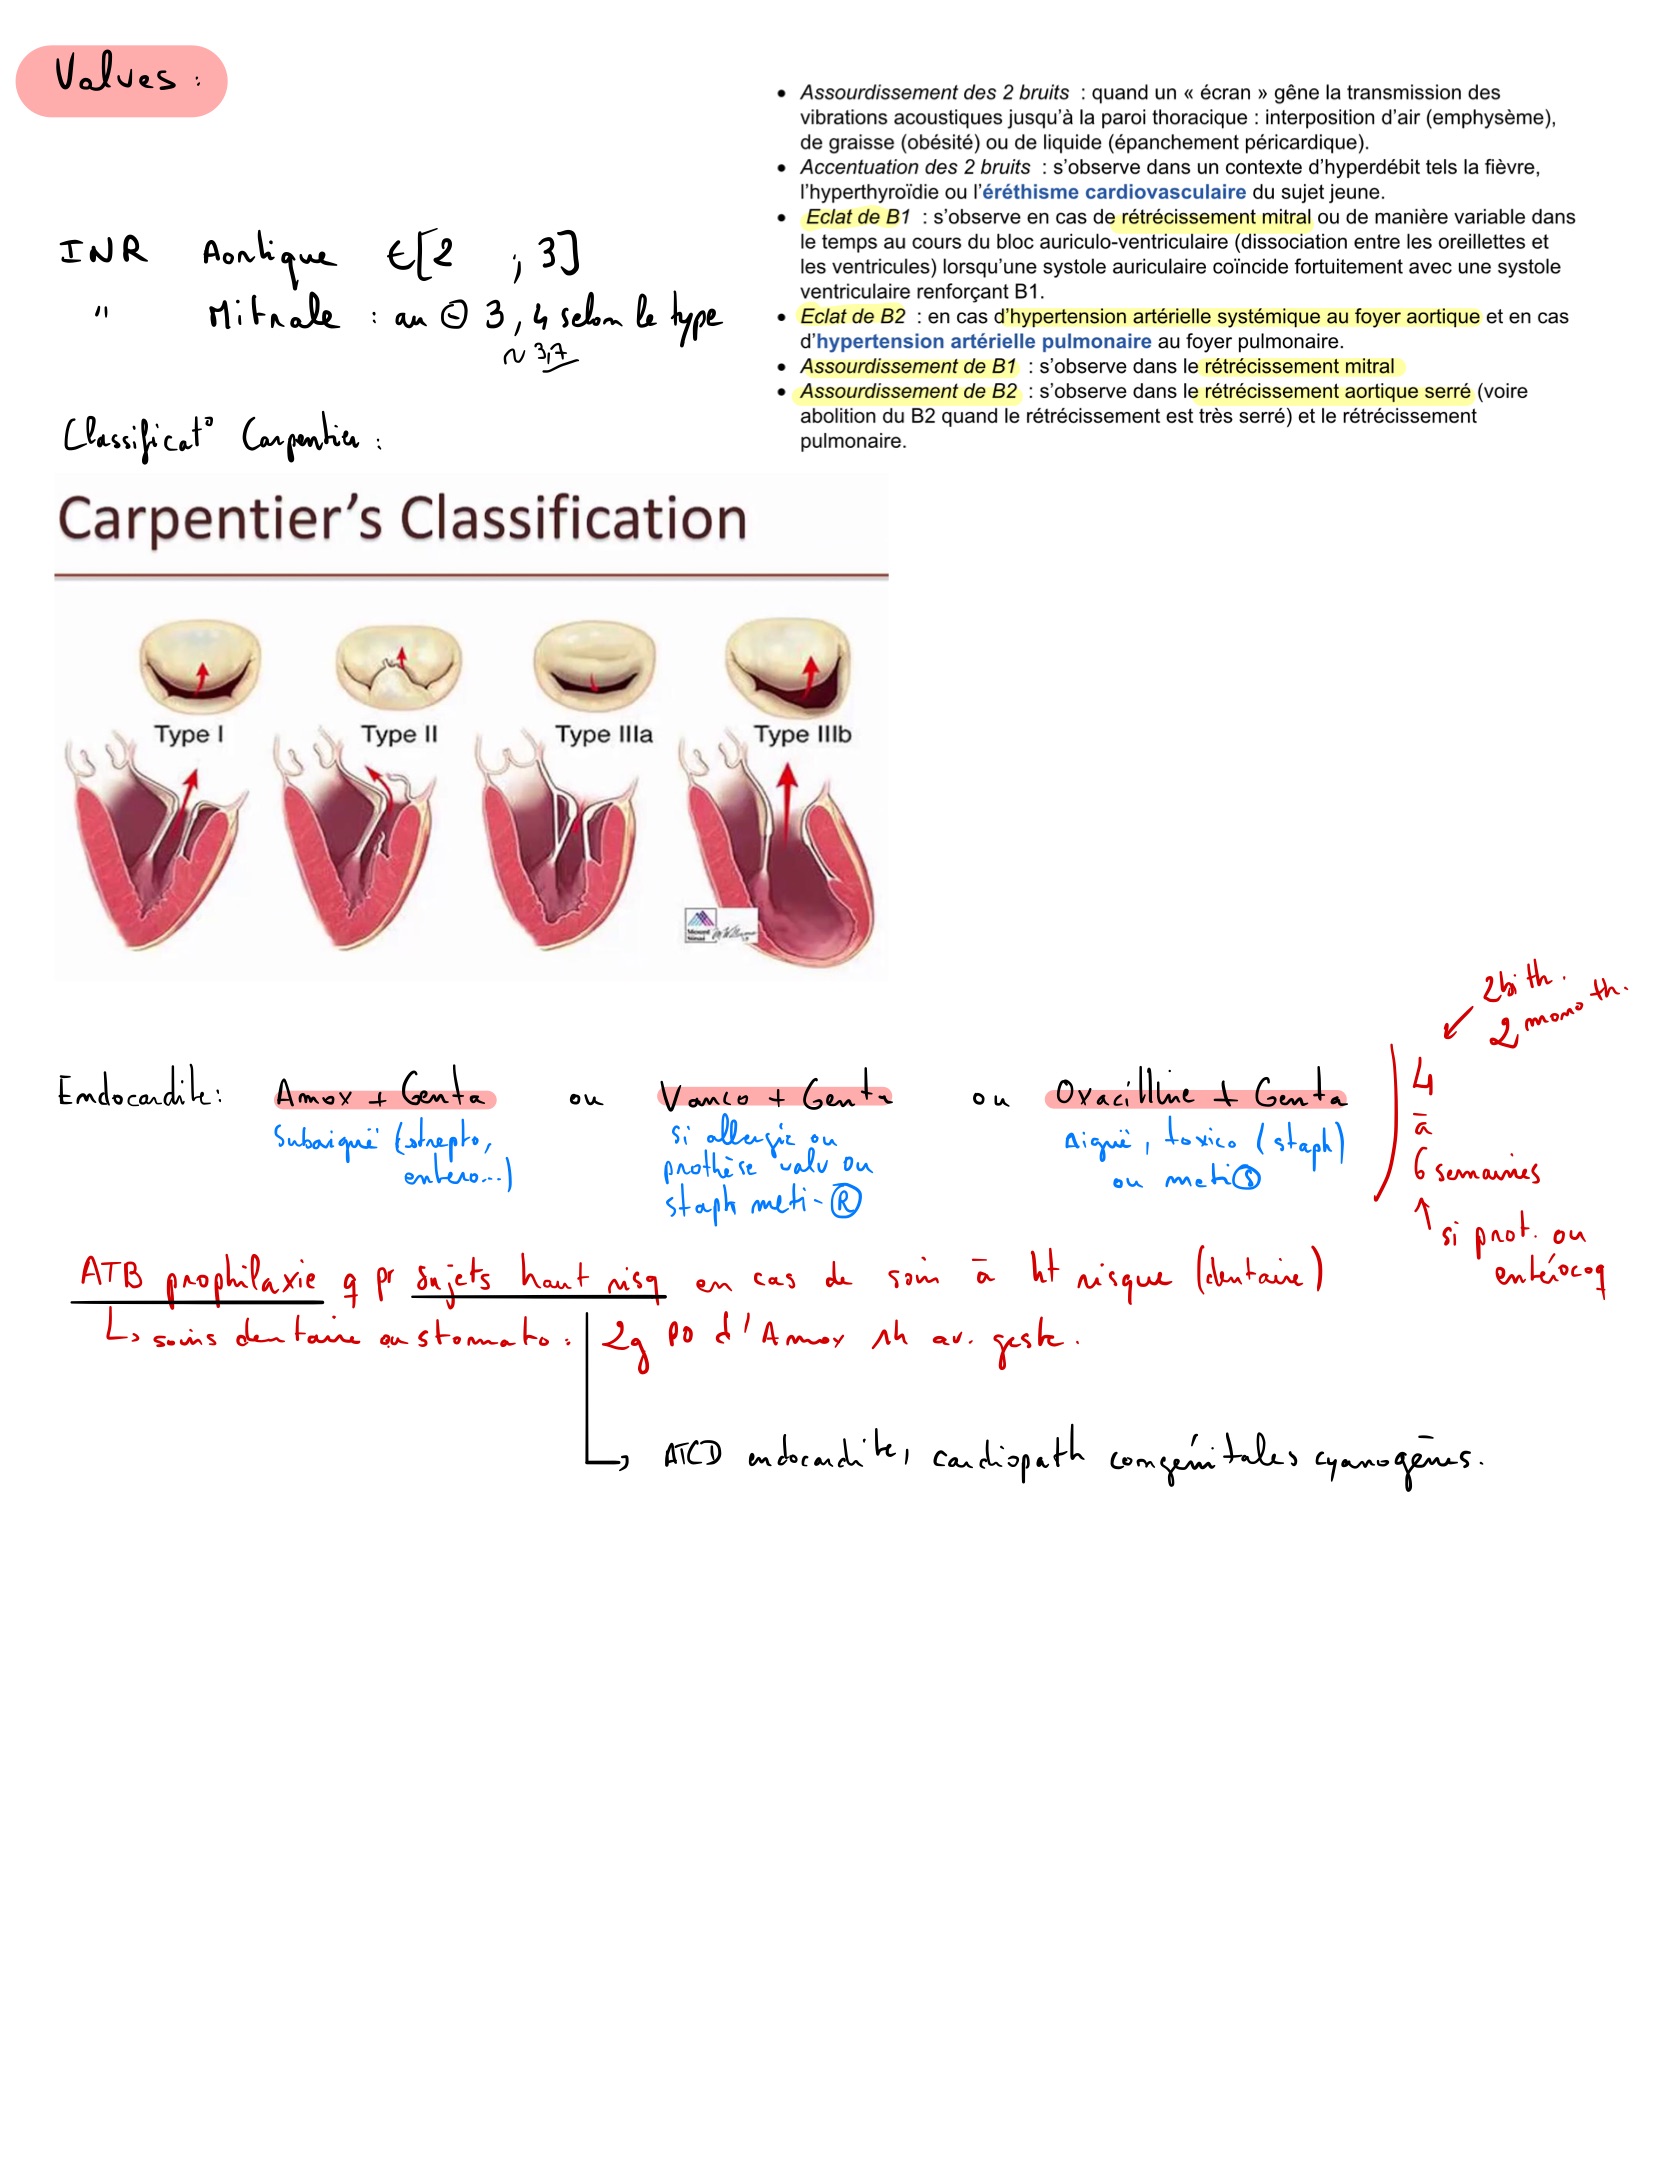 Valves :
• Assourdissement des 2 bruits : quand un « écran » gêne la transmission des
vibrations acoustiques jusqu'à la paroi thoracique : interposition d'air (emphysème),
de graisse (obésité) ou de liquide (épanchement péricardique).
• Accentuation des 2 bruits : s'observe dans un contexte d'hyperdébit tels la fièvre,
l'hyperthyroïdie ou l'éréthisme cardiovasculaire du sujet jeune.
• Eclat de B1 : s'observe en cas de rétrécissement mitral ou de manière variable dans
le temps au cours du bloc auriculo-ventriculaire (dissociation entre les oreillettes et
les ventricules) lorsqu'une systole auriculaire coïncide fortuitement avec une systole
ventriculaire renforçant B1.
• Eclat de B2 : en cas d'hypertension artérielle systémique au foyer aortique et en cas
d'hypertension artérielle pulmonaire au foyer pulmonaire.
• Assourdissement de B1 : s'observe dans le rétrécissement mitral
• Assourdissement de B2 : s'observe dans le rétrécissement aortique serré (voire
abolition du B2 quand le rétrécissement est très serré) et le rétrécissement
pulmonaire.
INR Aortique ∈ [2 ; 3]
" Mitrale : au ⊖ 3, 4 selon le type
~ 3,7
Classificat° Carpentier :
Carpentier's Classification
Type I Type II Type IIIa Type IIIb
2 bith.
2 mono th.
Endocardite : Amox + Genta ou Vanco + Genta ou Oxacilline + Genta
Subaiguë (strepto,
entero...)
si allergie ou
prothèse valv ou
staph meti-Ⓡ
Aiguë, toxico (staph)
ou meti Ⓢ
4
à
6 semaines
si prot. ou
entérocoq
ATB prophilaxie q pr sujets haut risq en cas de soin à ht risque (dentaire)
↳ soins dentaire ou stomato : 2g PO d'Amox 1h av. geste.
↳ ATCD endocardite, cardiopath congénitales cyanogènes.